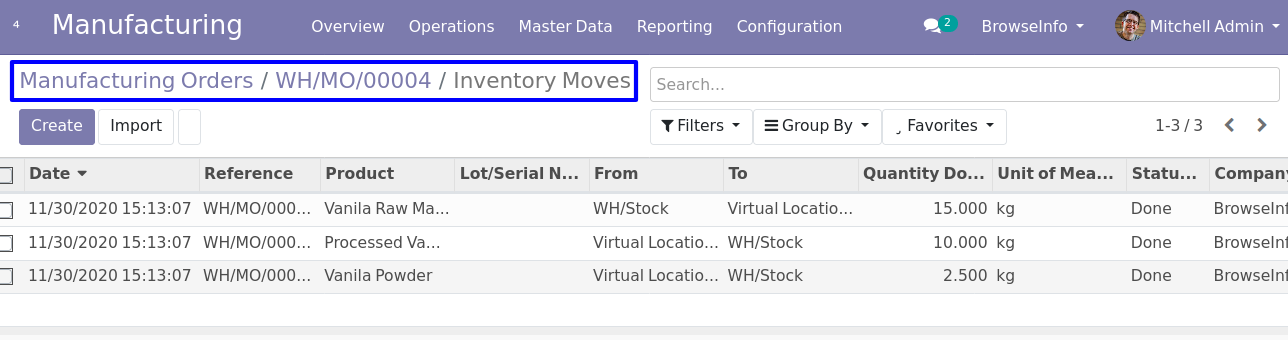 4 Manufacturing Overview Operations Master Data Reporting Configuration 2 BrowseInfo Mitchell Admin
Manufacturing Orders / WH/MO/00004 / Inventory Moves Search...
Create Import Filters Group By Favorites 1-3 / 3
Date Reference Product Lot/Serial N... From To Quantity Do... Unit of Mea... Statu... Company
11/30/2020 15:13:07 WH/MO/000... Vanila Raw Ma... WH/Stock Virtual Locatio... 15.000 kg Done BrowseInf
11/30/2020 15:13:07 WH/MO/000... Processed Va... Virtual Locatio... WH/Stock 10.000 kg Done BrowseInf
11/30/2020 15:13:07 WH/MO/000... Vanila Powder Virtual Locatio... WH/Stock 2.500 kg Done BrowseInf